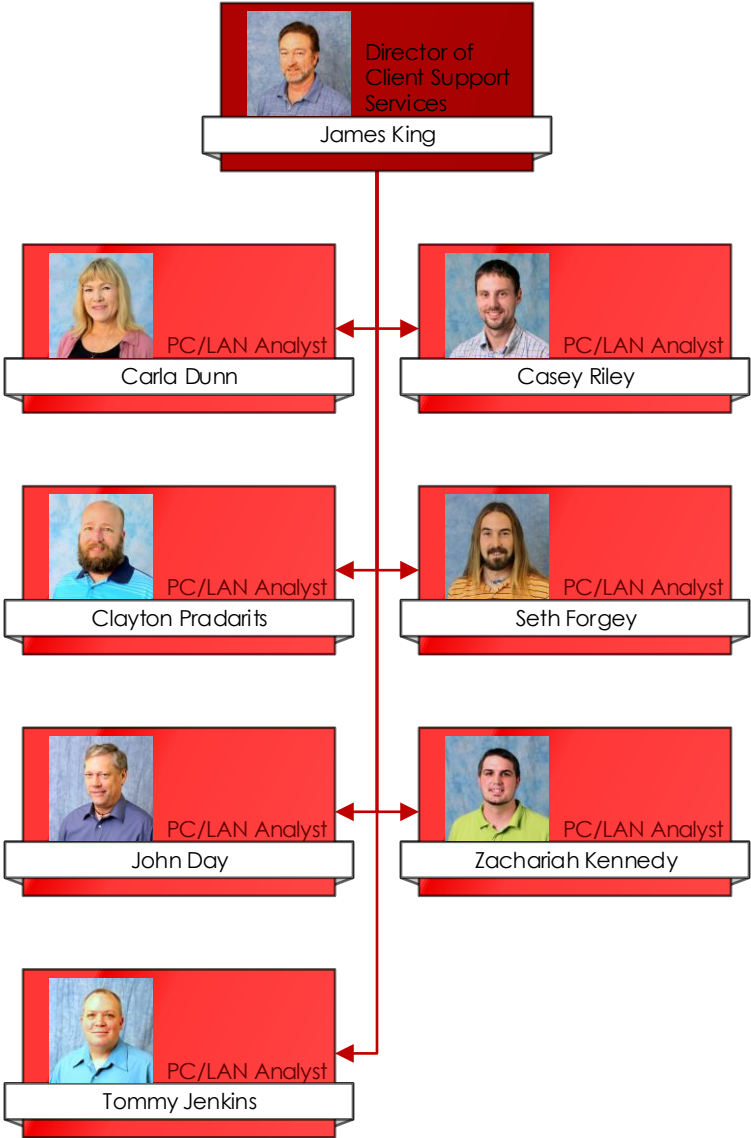 Director of
Client Support
Services
James King
PC/LAN Analyst
Carla Dunn
PC/LAN Analyst
Casey Riley
PC/LAN Analyst
Clayton Pradarits
PC/LAN Analyst
Seth Forgey
PC/LAN Analyst
John Day
PC/LAN Analyst
Zachariah Kennedy
PC/LAN Analyst
Tommy Jenkins